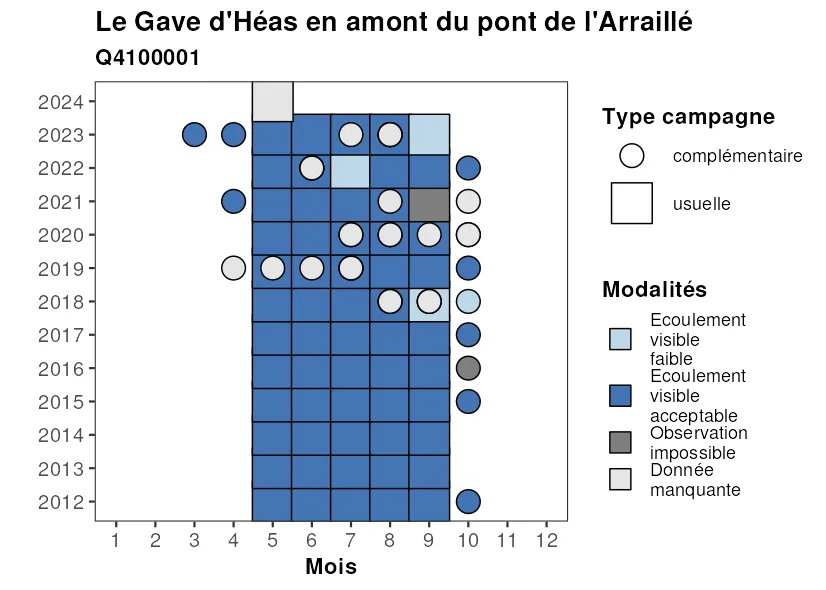 Le Gave d'Héas en amont du pont de l'Arraillé
Q4100001
2024
2023
2022
2021
2020
2019
2018
2017
2016
2015
2014
2013
2012
1 2 3 4 5 6 7 8 9 10 11 12
Mois
Type campagne
complémentaire
usuelle
Modalités
Ecoulement
visible
faible
Ecoulement
visible
acceptable
Observation
impossible
Donnée
manquante